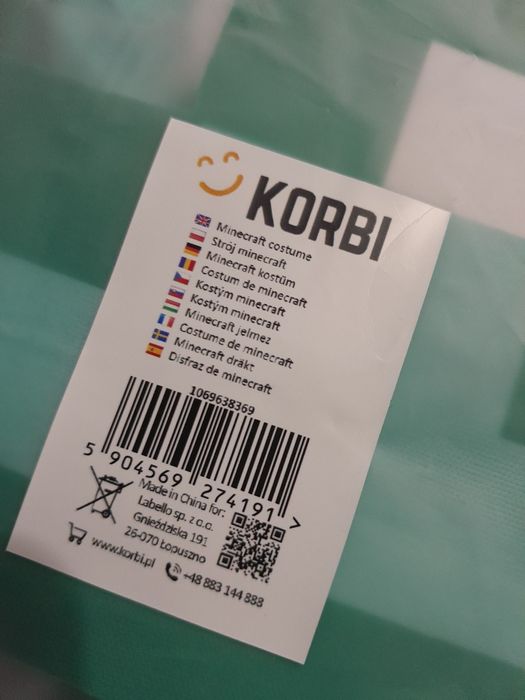 KORBI
Minecraft costume
Strój minecraft
Minecraft kostüm
Costum de minecraft
Kostým minecraft
Kostým minecraft
Minecraft jelmez
Costume de minecraft
Minecraft dräkt
Disfraz de minecraft
1069638369
5 904569 274191 >
Made in China for:
Labello sp. z o.o.
Gnieździska 191
26-070 Łopuszno
www.korbi.pl
+48 883 144 888